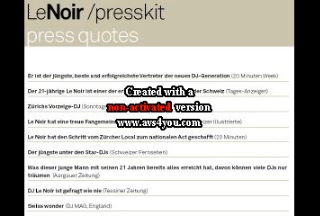 LeNoir /presskit
press quotes
Er ist der jüngste, beste und erfolgreichste Vertreter der neuen DJ-Generation (20 Minuten Week)
Der 21-jährige Le Noir ist einer der der Schweiz (Tages-Anzeiger)
Created with a
non-activated version
www.avs4you.com
Zürichs Vorzeige-DJ
Le Noir hat eine treue Fangemein
Le Noir hat den Schritt vom Zürcher Local zum nationalen Act geschafft (20 Minuten)
Der jüngste unter den Star-DJs (Schweizer Fernsehen)
Was dieser junge Mann mit seinen 21 Jahren bereits alles erreicht hat, davon können viele DJs nur
träumen (Aargauer Zeitung)
DJ Le Noir ist gefragt wie nie (Tessiner Zeitung)
Swiss wonder (DJ MAG, England)